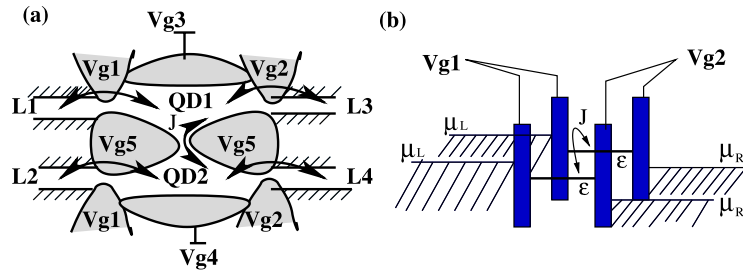 (a)
Vg3
Vg1
Vg2
L1
QD1
L3
J
Vg5
Vg5
L2
QD2
L4
Vg1
Vg2
Vg4
(b)
Vg1
Vg2
J
μL
μL
ε
ε
μR
μR